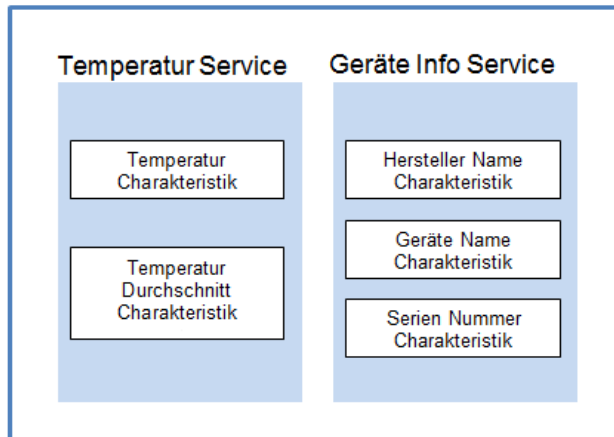 Temperatur Service
Temperatur
Charakteristik
Temperatur
Durchschnitt
Charakteristik
Geräte Info Service
Hersteller Name
Charakteristik
Geräte Name
Charakteristik
Serien Nummer
Charakteristik